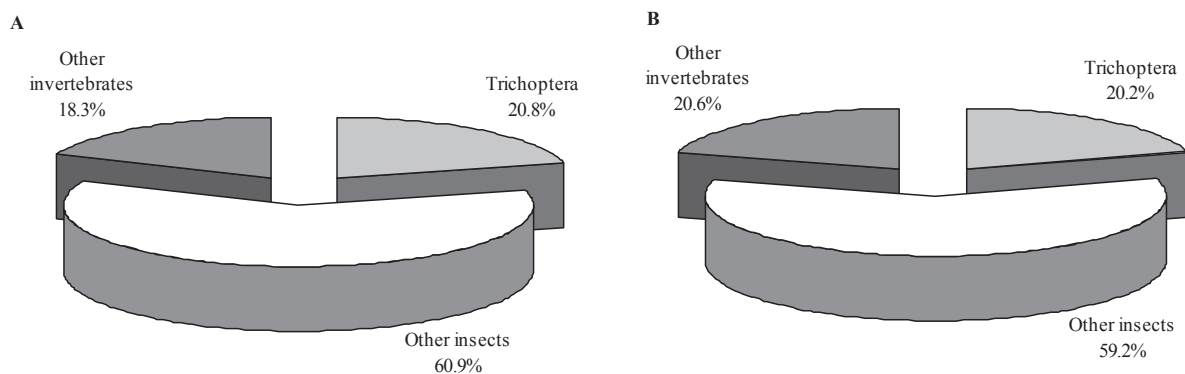 A
Other
invertebrates
18.3%
Trichoptera
20.8%
Other insects
60.9%
B
Other
invertebrates
20.6%
Trichoptera
20.2%
Other insects
59.2%